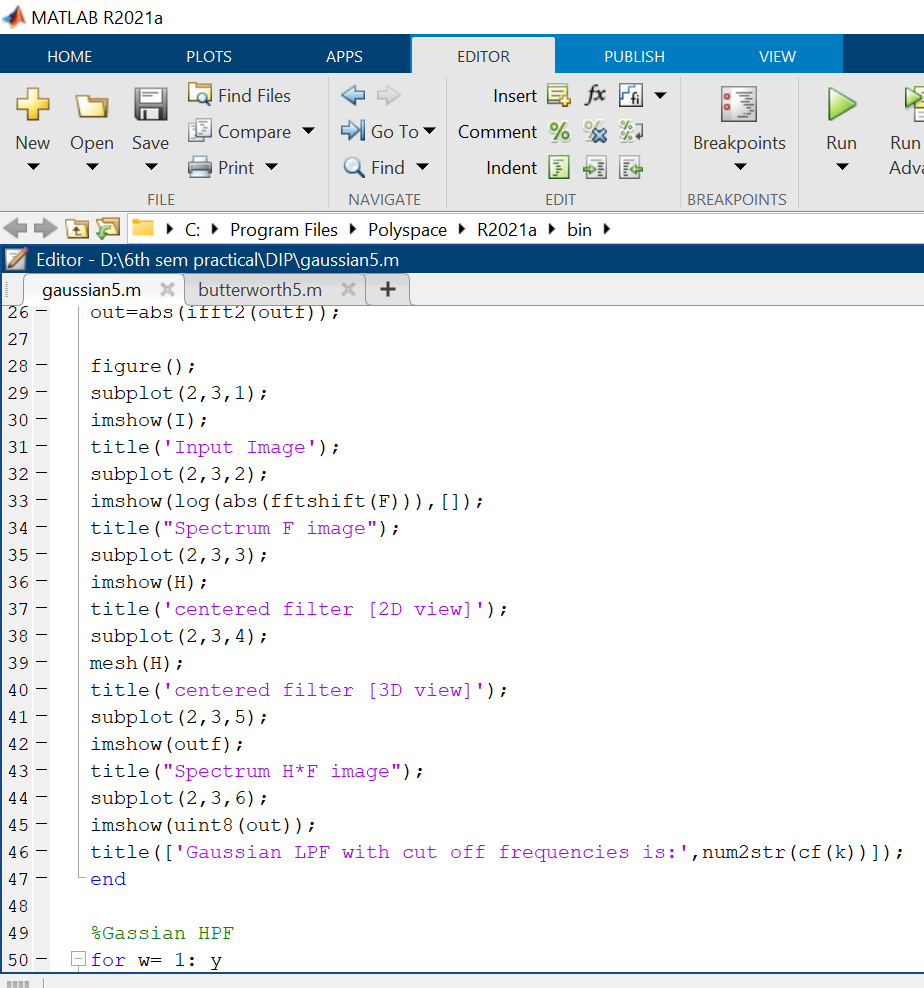 MATLAB R2021a
HOME PLOTS APPS EDITOR PUBLISH VIEW
New Open Save
Find Files
Compare
Print
FILE
Go To
Find
NAVIGATE
Insert fx fi
Comment % % %
Indent
EDIT
Breakpoints
BREAKPOINTS
Run
Run
Adva
C: Program Files Polyspace R2021a bin
Editor - D:\6th sem practical\DIP\gaussian5.m
gaussian5.m butterworth5.m +
26 out=abs(ifft2(outf));
27
28 figure();
29 subplot(2,3,1);
30 imshow(I);
31 title('Input Image');
32 subplot(2,3,2);
33 imshow(log(abs(fftshift(F))),[]);
34 title("Spectrum F image");
35 subplot(2,3,3);
36 imshow(H);
37 title('centered filter [2D view]');
38 subplot(2,3,4);
39 mesh(H);
40 title('centered filter [3D view]');
41 subplot(2,3,5);
42 imshow(outf);
43 title("Spectrum H*F image");
44 subplot(2,3,6);
45 imshow(uint8(out));
46 title(['Gaussian LPF with cut off frequencies is:',num2str(cf(k))]);
47 end
48
49 %Gassian HPF
50 for w= 1: y